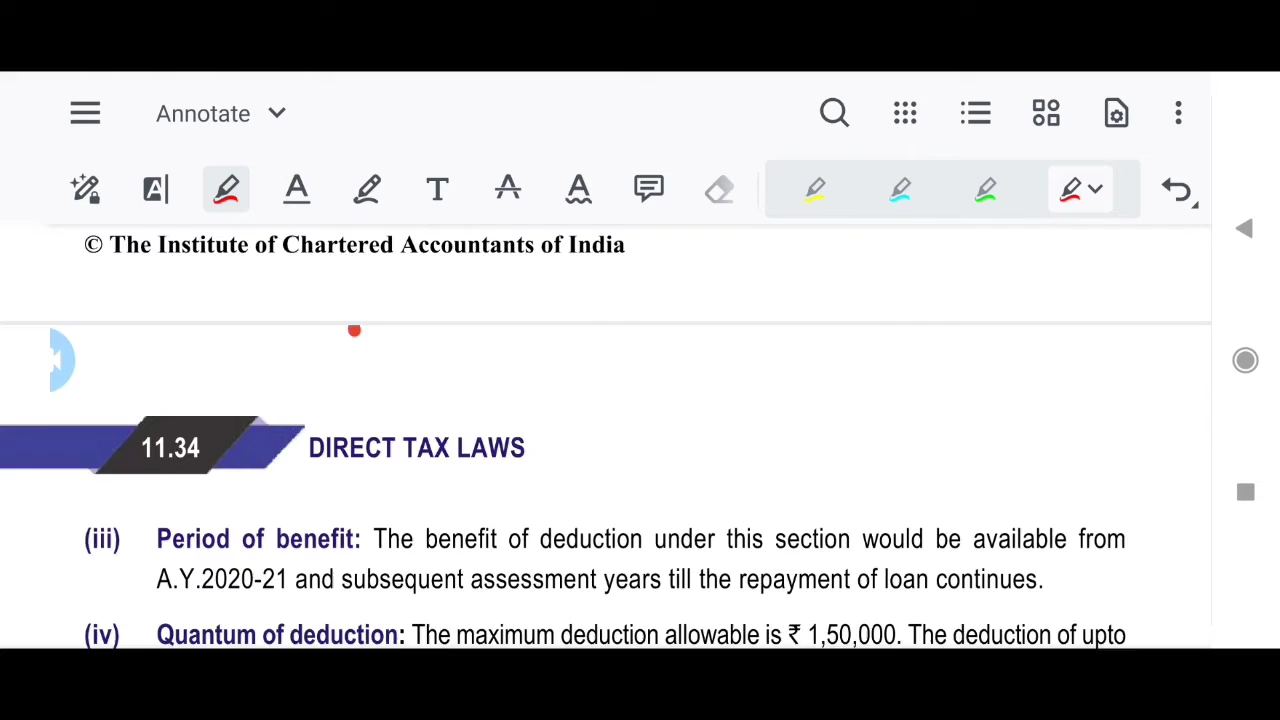 Annotate
© The Institute of Chartered Accountants of India
11.34 DIRECT TAX LAWS
(iii) Period of benefit: The benefit of deduction under this section would be available from
A.Y.2020-21 and subsequent assessment years till the repayment of loan continues.
(iv) Quantum of deduction: The maximum deduction allowable is ₹ 1,50,000. The deduction of upto